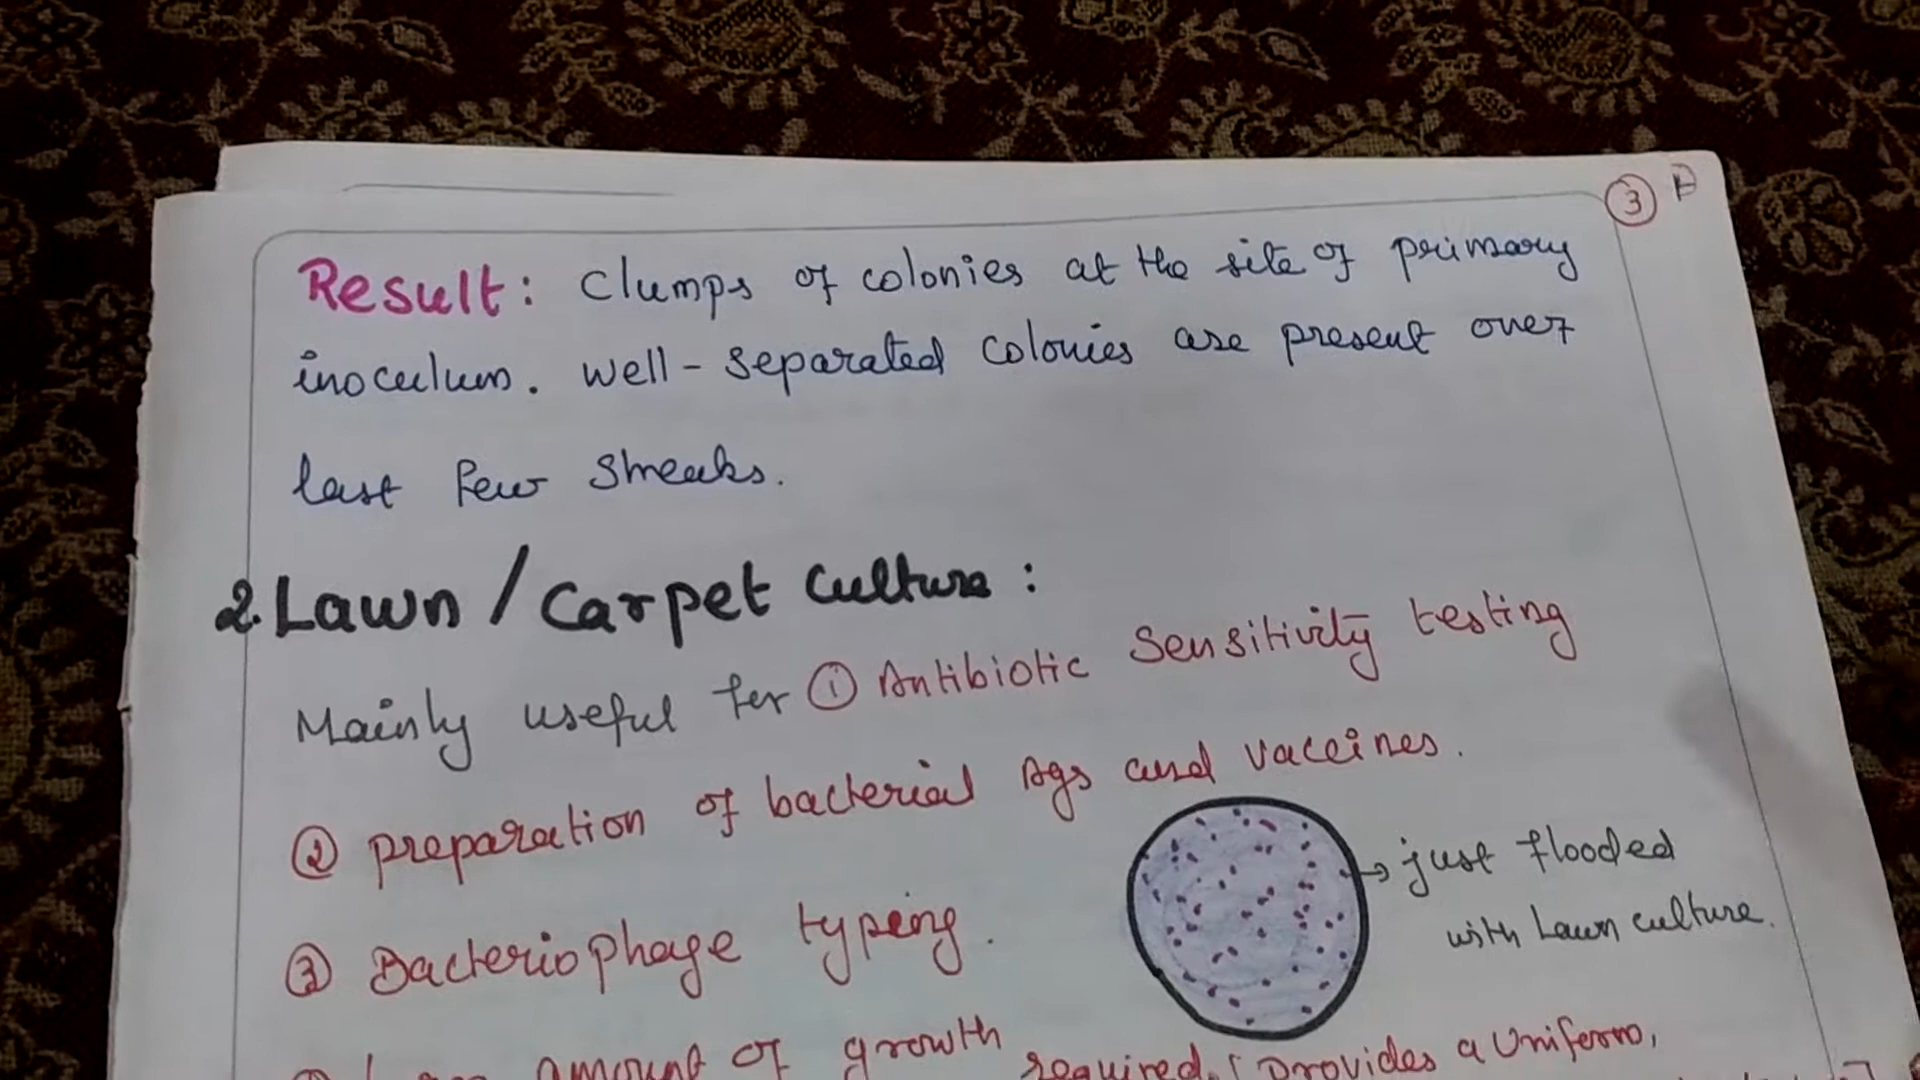 3
Result: Clumps of colonies at the site of primary
inoculum. Well-separated colonies are present over
last few streaks.
2. Lawn / Carpet Culture:
Mainly useful for ① Antibiotic Sensitivity testing
② preparation of bacterial Ags and vaccines.
③ Bacteriophage typing.
→ just flooded
with Lawn culture.
amount of growth required. provides a uniform,